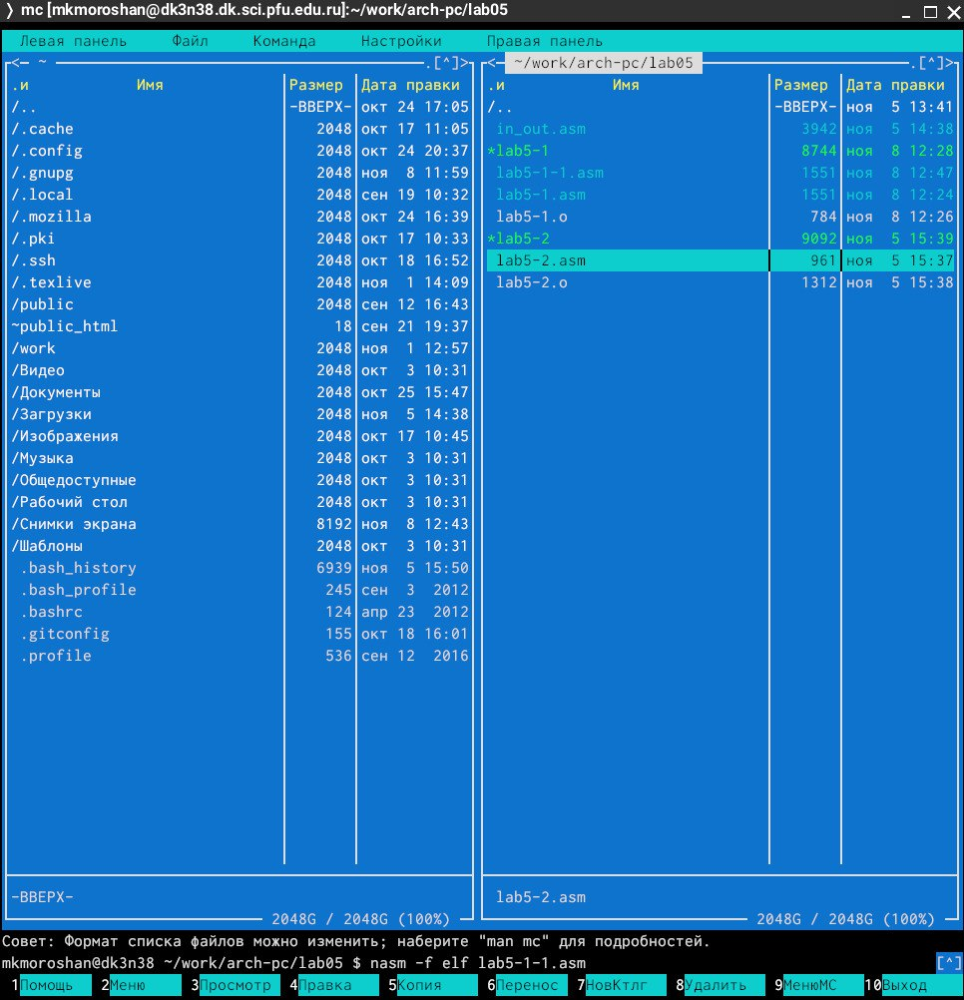 mc [mkmoroshan@dk3n38.dk.sci.pfu.edu.ru]:~/work/arch-pc/lab05
Левая панель Файл Команда Настройки Правая панель
<─ ~ .[^]>
.и Имя Размер Дата правки
/.. -ВВЕРХ- окт 24 17:05
/.cache 2048 окт 17 11:05
/.config 2048 окт 24 20:37
/.gnupg 2048 ноя 8 11:59
/.local 2048 сен 19 10:32
/.mozilla 2048 окт 24 16:39
/.pki 2048 окт 17 10:33
/.ssh 2048 окт 18 16:52
/.texlive 2048 ноя 1 14:09
/public 2048 сен 12 16:43
~public_html 18 сен 21 19:37
/work 2048 ноя 1 12:57
/Видео 2048 окт 3 10:31
/Документы 2048 окт 25 15:47
/Загрузки 2048 ноя 5 14:38
/Изображения 2048 окт 17 10:45
/Музыка 2048 окт 3 10:31
/Общедоступные 2048 окт 3 10:31
/Рабочий стол 2048 окт 3 10:31
/Снимки экрана 8192 ноя 8 12:43
/Шаблоны 2048 окт 3 10:31
.bash_history 6939 ноя 5 15:50
.bash_profile 245 сен 3 2012
.bashrc 124 апр 23 2012
.gitconfig 155 окт 18 16:01
.profile 536 сен 12 2016
-ВВЕРХ-
2048G / 2048G (100%)
<─ ~/work/arch-pc/lab05 .[^]>
.и Имя Размер Дата правки
/.. -ВВЕРХ- ноя 5 13:41
in_out.asm 3942 ноя 5 14:38
*lab5-1 8744 ноя 8 12:28
lab5-1-1.asm 1551 ноя 8 12:47
lab5-1.asm 1551 ноя 8 12:24
lab5-1.o 784 ноя 8 12:26
*lab5-2 9092 ноя 5 15:39
lab5-2.asm 961 ноя 5 15:37
lab5-2.o 1312 ноя 5 15:38
lab5-2.asm
2048G / 2048G (100%)
Совет: Формат списка файлов можно изменить; наберите "man mc" для подробностей.
mkmoroshan@dk3n38 ~/work/arch-pc/lab05 $ nasm -f elf lab5-1-1.asm [^]
1Помощь 2Меню 3Просмотр 4Правка 5Копия 6Перенос 7НовКтлг 8Удалить 9МенюMC 10Выход